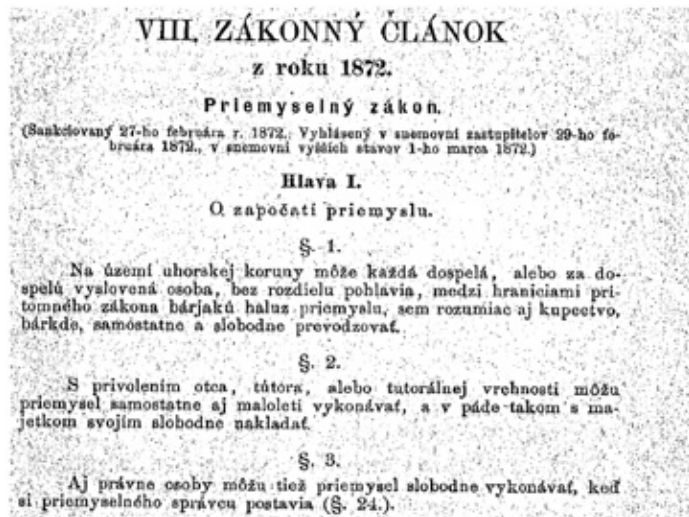 VIII. ZÁKONNÝ ČLÁNOK
z roku 1872.
Priemyselný zákon.
(Sankciovaný 27-ho februára r. 1872. Vyhlásený v snemovni zastupitelov 29-ho fe-
bruára 1872., v snemovni vyšších stavov 1-ho marca 1872.)
Hlava I.
O započatí priemyslu.
§. 1.
Na území uhorskej koruny môže každá dospelá, alebo za do-
spelú vyslovená osoba, bez rozdielu pohlavia, medzi hraniciami prí-
tomného zákona bárjakú haluz priemyslu, sem rozumiac aj kupectvo,
bárkde, samostatne a slobodne prevodzovať.
§. 2.
S privolením otca, tútora, alebo tutorálnej vrchnosti môžu
priemysel samostatne aj maloletí vykonávať, a v páde takom s ma-
jetkom svojím slobodne nakladať.
§. 3.
Aj právne osoby môžu tiež priemysel slobodne vykonávať, keď
si priemyselného správcu postavia (§. 24.).